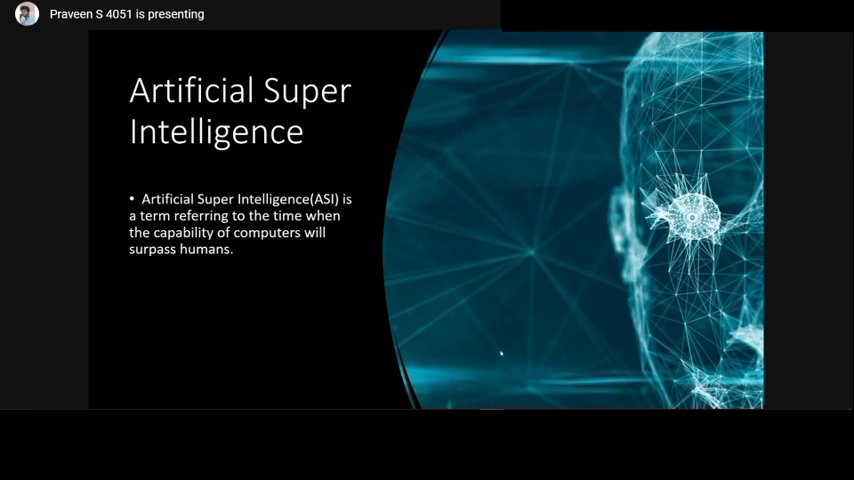 Praveen S 4051 is presenting
Artificial Super
Intelligence
• Artificial Super Intelligence(ASI) is
a term referring to the time when
the capability of computers will
surpass humans.